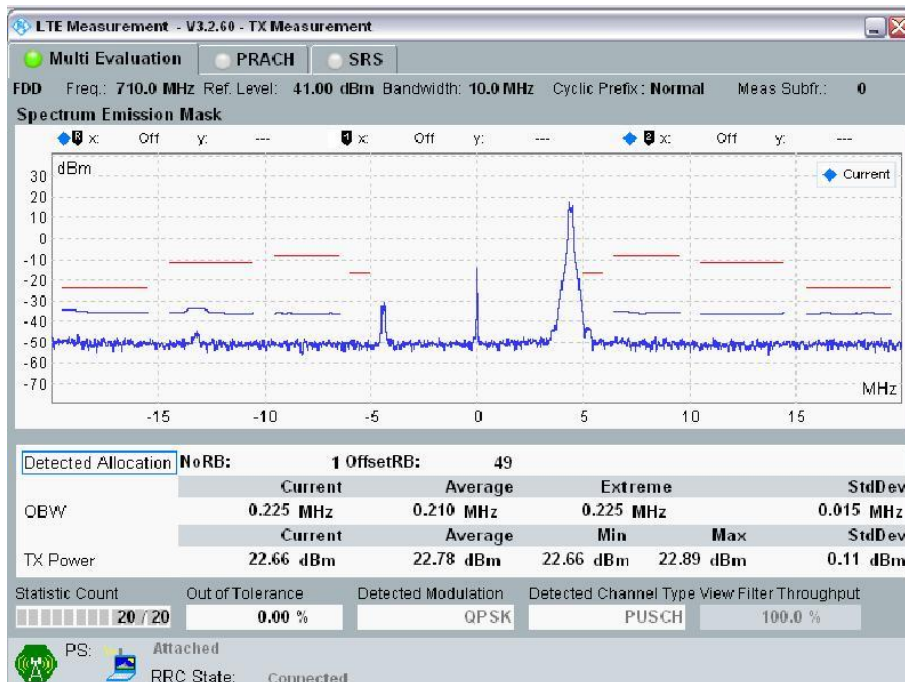 LTE Measurement - V3.2.60 - TX Measurement
Multi Evaluation PRACH SRS
FDD Freq.: 710.0 MHz Ref. Level: 41.00 dBm Bandwidth: 10.0 MHz Cyclic Prefix: Normal Meas Subfr.: 0
Spectrum Emission Mask
R x: Off y: --- 1 x: Off y: --- 2 x: Off y: ---
dBm
Current
30
20
10
0
-10
-20
-30
-40
-50
-60
-70
MHz
-15 -10 -5 0 5 10 15
Detected Allocation NoRB: 1 OffsetRB: 49
Current Average Extreme StdDev
OBW 0.225 MHz 0.210 MHz 0.225 MHz 0.015 MHz
Current Average Min Max StdDev
TX Power 22.66 dBm 22.78 dBm 22.66 dBm 22.89 dBm 0.11 dBm
Statistic Count Out of Tolerance Detected Modulation Detected Channel Type View Filter Throughput
20 / 20 0.00 % QPSK PUSCH 100.0 %
PS: Attached
RRC State: Connected